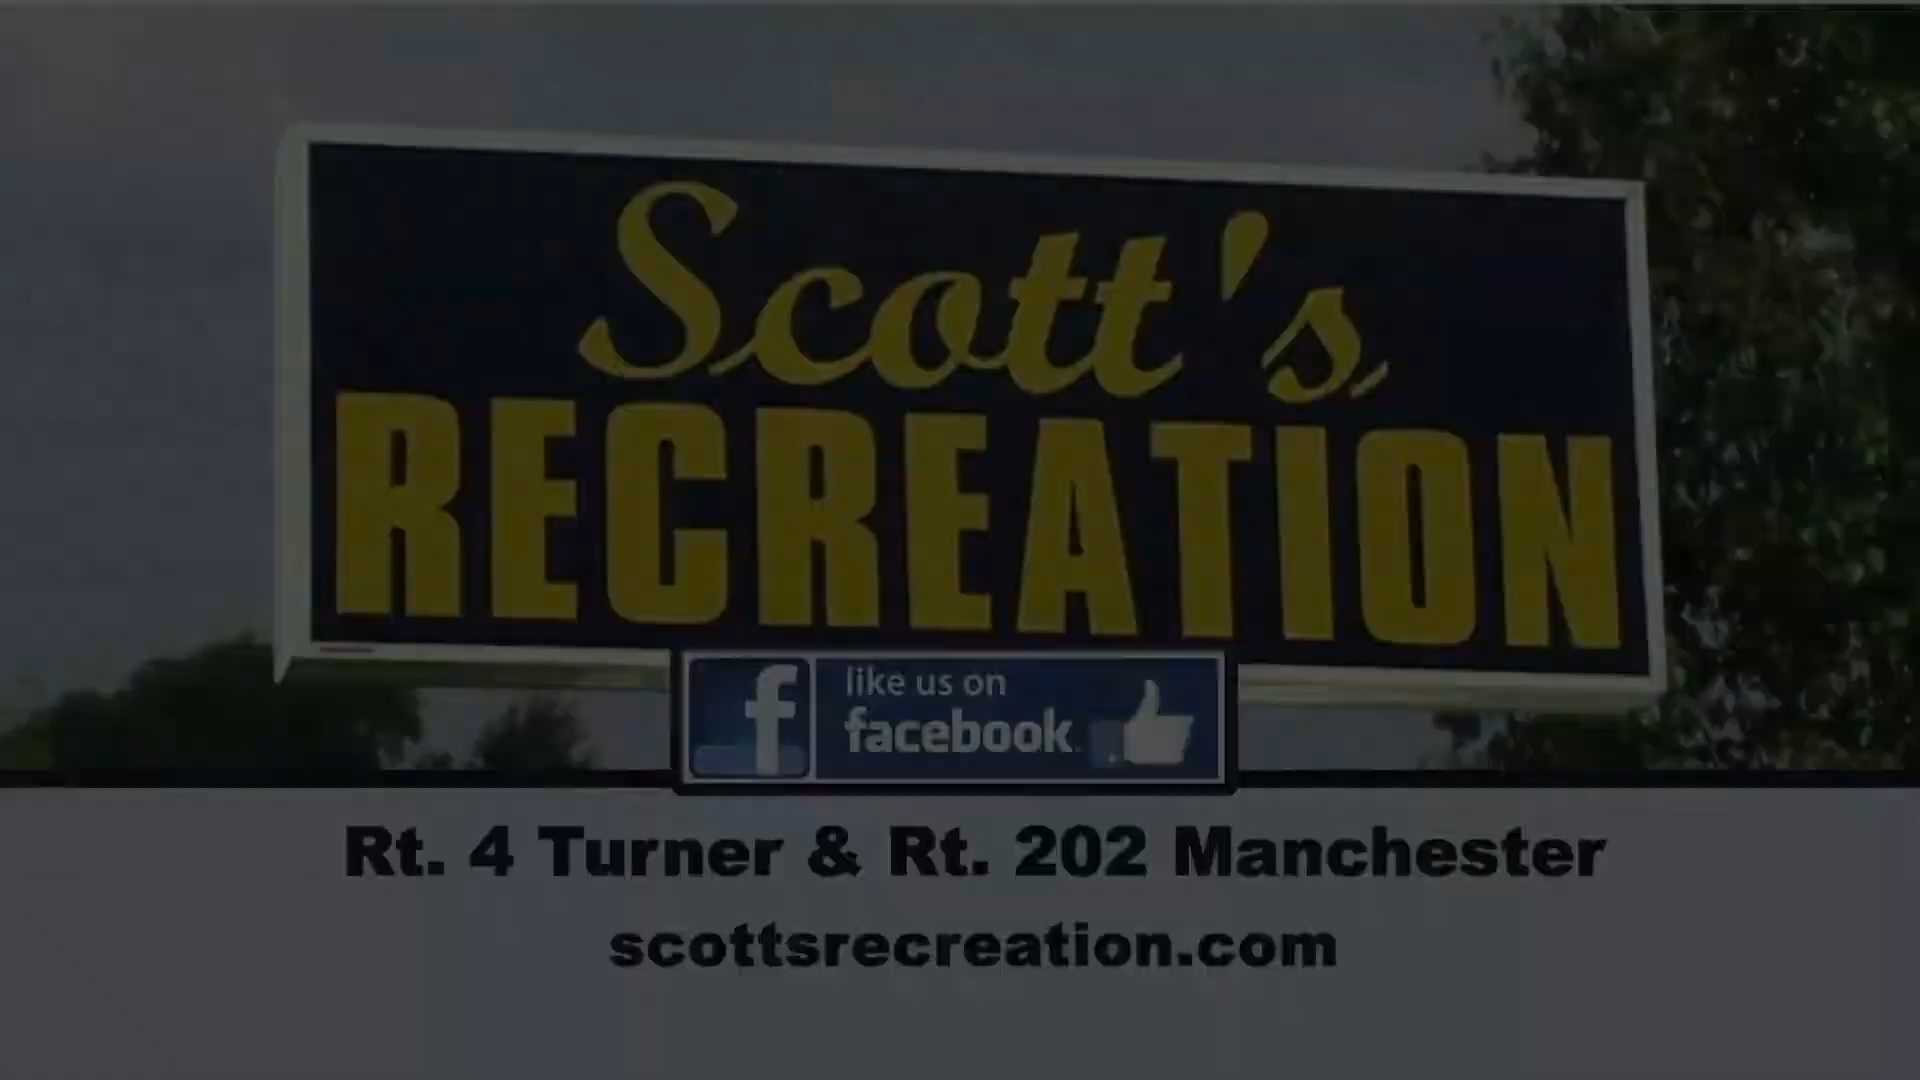 Scott's
RECREATION
like us on
facebook
Rt. 4 Turner & Rt. 202 Manchester
scottsrecreation.com